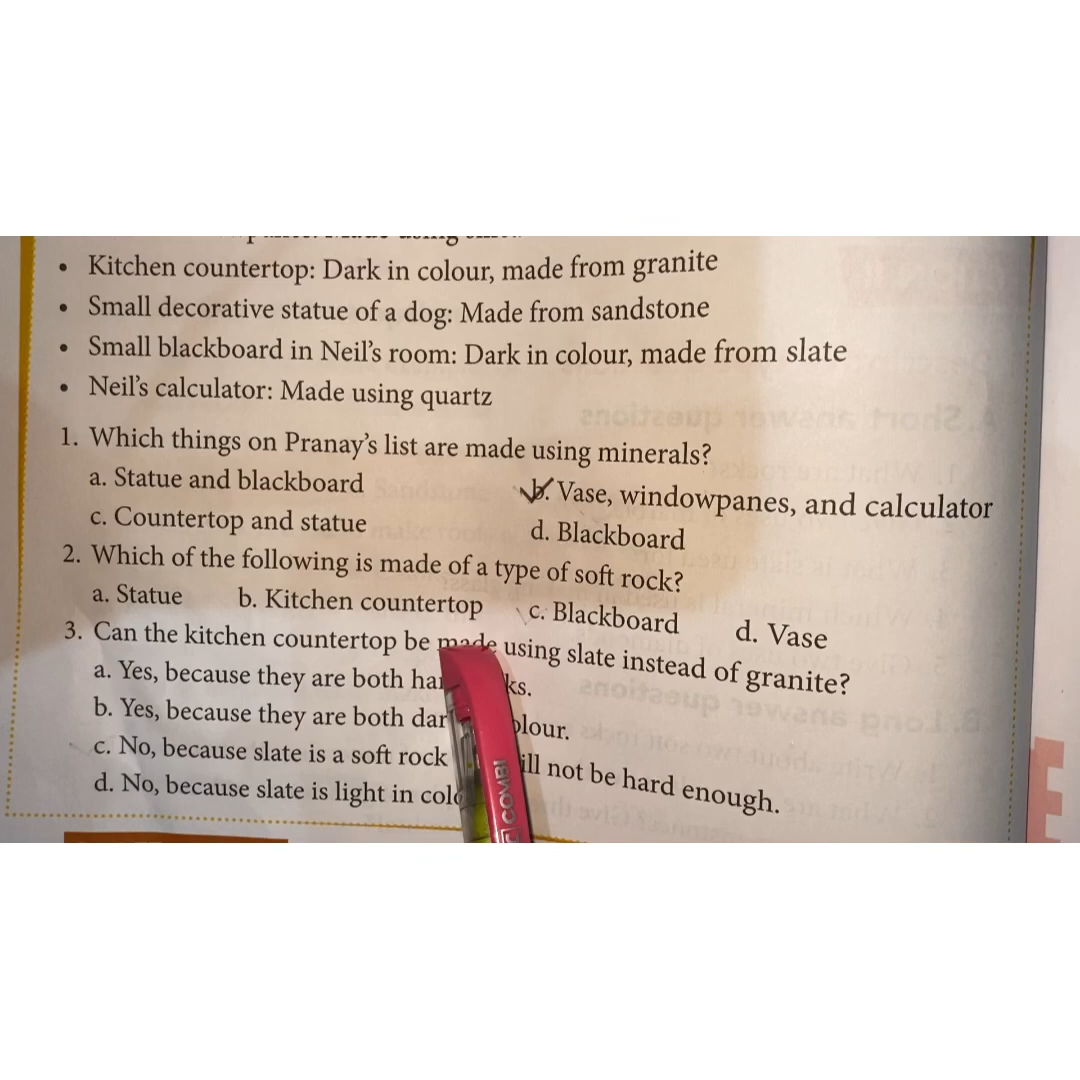 • Kitchen countertop: Dark in colour, made from granite
• Small decorative statue of a dog: Made from sandstone
• Small blackboard in Neil's room: Dark in colour, made from slate
• Neil's calculator: Made using quartz
1. Which things on Pranay's list are made using minerals?
a. Statue and blackboard b. Vase, windowpanes, and calculator
c. Countertop and statue d. Blackboard
2. Which of the following is made of a type of soft rock?
a. Statue b. Kitchen countertop c. Blackboard d. Vase
3. Can the kitchen countertop be made using slate instead of granite?
a. Yes, because they are both
b. Yes, because they are both
c. No, because slate is a soft rock not be hard enough.
d. No, because slate is light in
COMBI